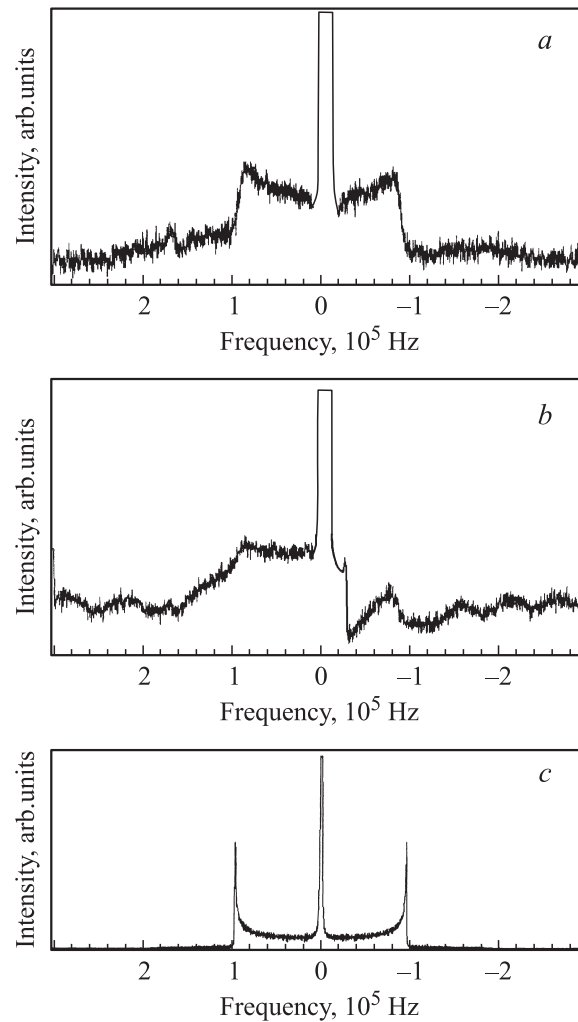 a
Intensity, arb.units
2 1 0 –1 –2
Frequency, 10⁵ Hz
b
Intensity, arb.units
2 1 0 –1 –2
Frequency, 10⁵ Hz
c
Intensity, arb.units
2 1 0 –1 –2
Frequency, 10⁵ Hz